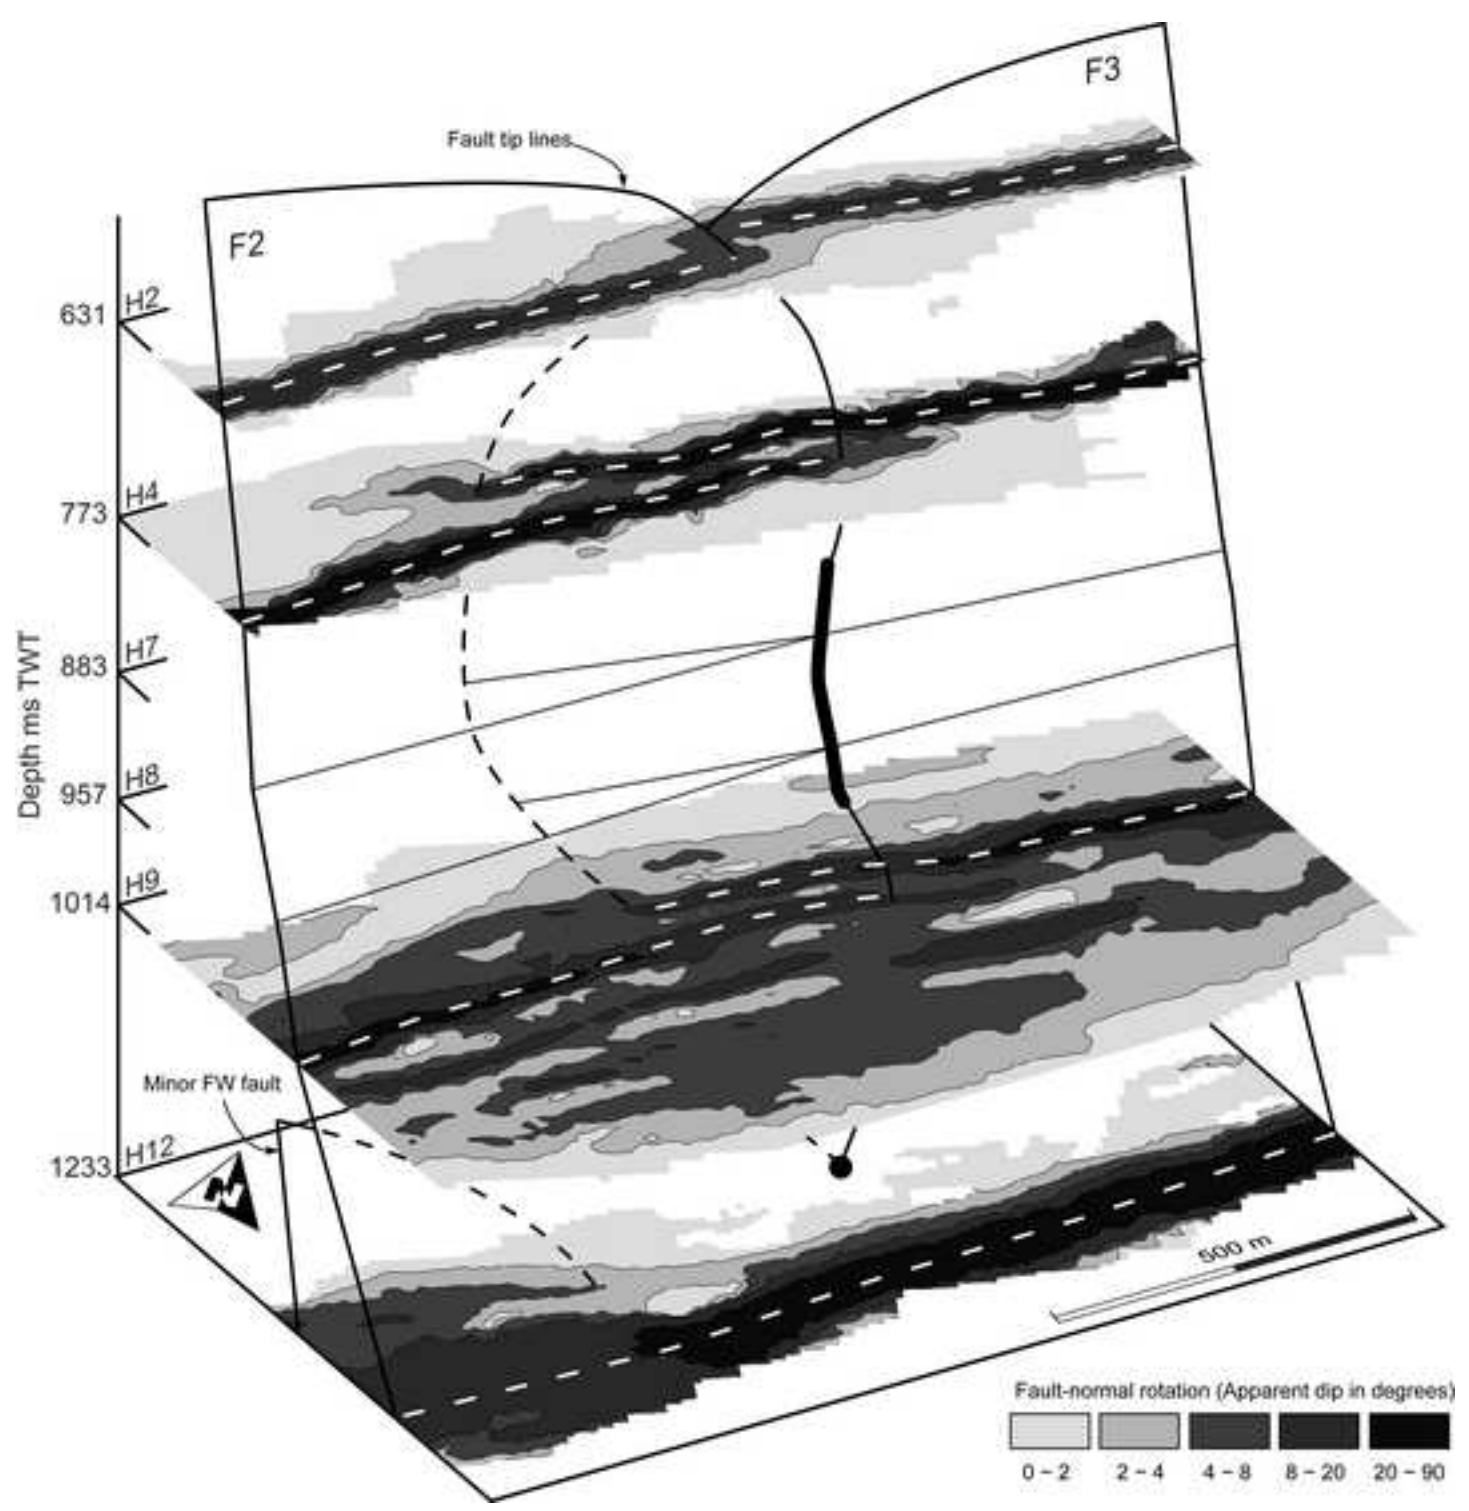 F3
Fault tip lines
F2
631 H2
773 H4
883 H7
957 H8
1014 H9
Depth ms TWT
Minor FW fault
1233 H12
N
500 m
Fault-normal rotation (Apparent dip in degrees)
0 – 2 2 – 4 4 – 8 8 – 20 20 – 90